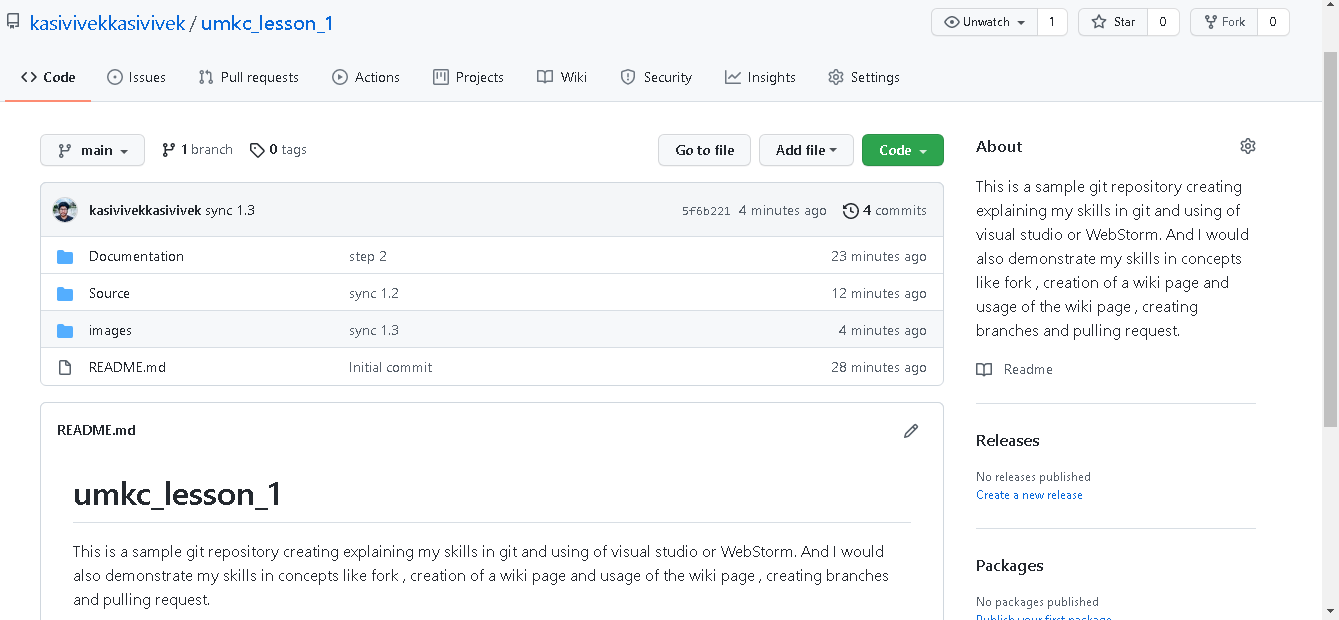 kasivivekkasivivek / umkc_lesson_1
Unwatch 1 Star 0 Fork 0
Code Issues Pull requests Actions Projects Wiki Security Insights Settings
main 1 branch 0 tags Go to file Add file Code
kasivivekkasivivek sync 1.3 5f6b221 4 minutes ago 4 commits
Documentation step 2 23 minutes ago
Source sync 1.2 12 minutes ago
images sync 1.3 4 minutes ago
README.md Initial commit 28 minutes ago
README.md
umkc_lesson_1
This is a sample git repository creating explaining my skills in git and using of visual studio or WebStorm. And I would
also demonstrate my skills in concepts like fork , creation of a wiki page and usage of the wiki page , creating branches
and pulling request.
About
This is a sample git repository creating
explaining my skills in git and using of
visual studio or WebStorm. And I would
also demonstrate my skills in concepts
like fork , creation of a wiki page and
usage of the wiki page , creating
branches and pulling request.
Readme
Releases
No releases published
Create a new release
Packages
No packages published
Publish your first package